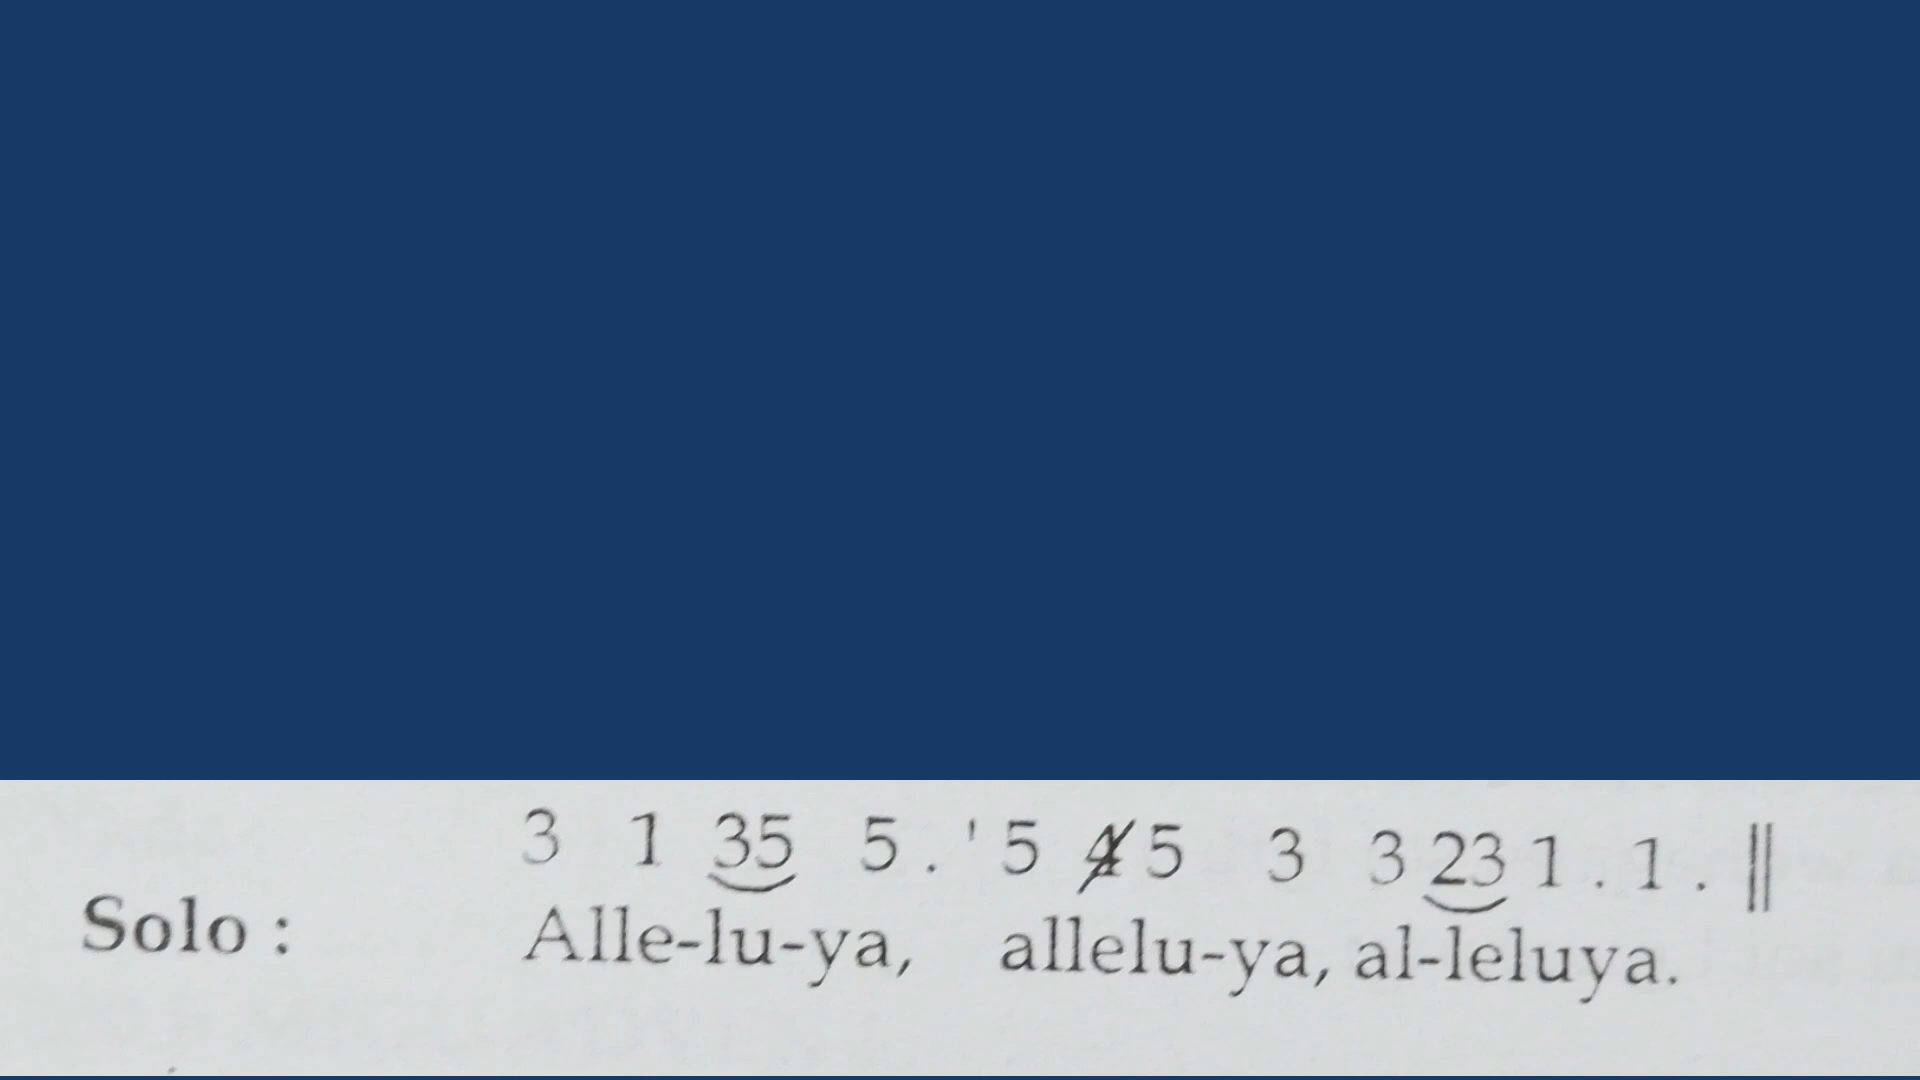 3 1 35 5 . ' 5 4 5 3 3 23 1 . 1 . ||
Solo : Alle-lu-ya, allelu-ya, al-leluya.